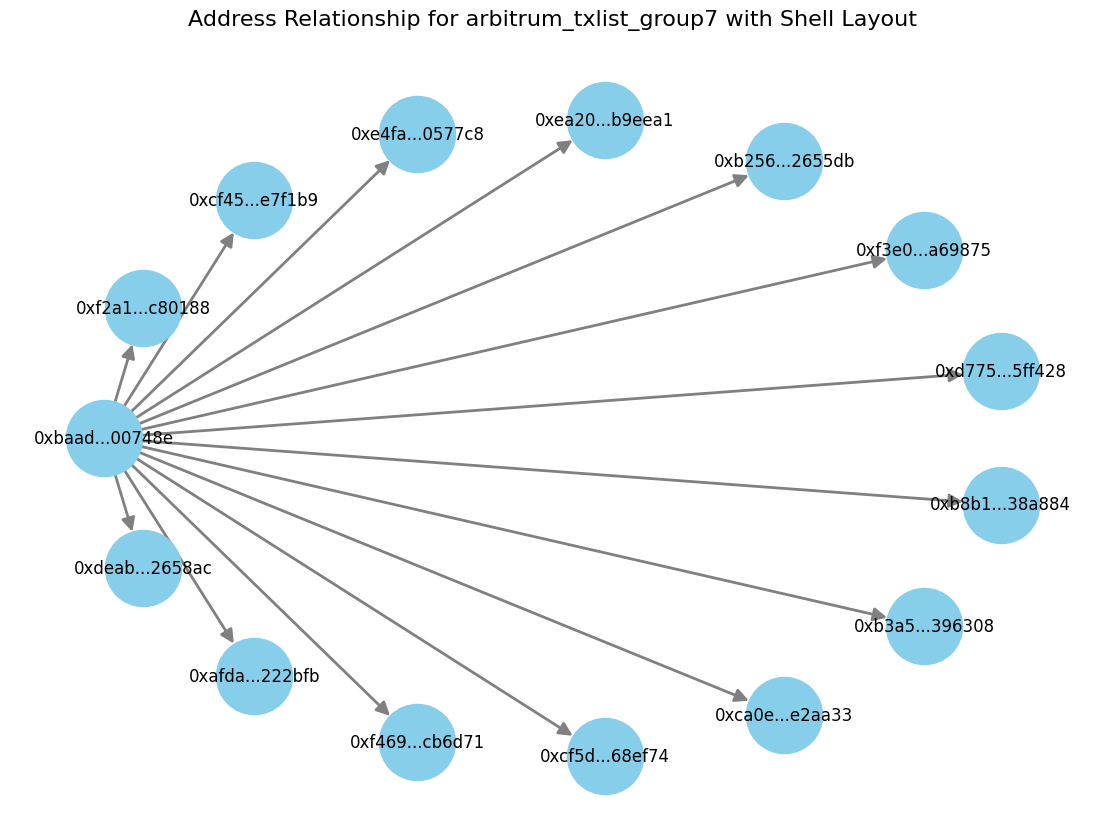 Address Relationship for arbitrum_txlist_group7 with Shell Layout
0xea20...b9eea1
0xe4fa...0577c8
0xb256...2655db
0xcf45...e7f1b9
0xf3e0...a69875
0xf2a1...c80188
0xd775...5ff428
0xbaad...00748e
0xb8b1...38a884
0xdeab...2658ac
0xb3a5...396308
0xafda...222bfb
0xca0e...e2aa33
0xf469...cb6d71
0xcf5d...68ef74